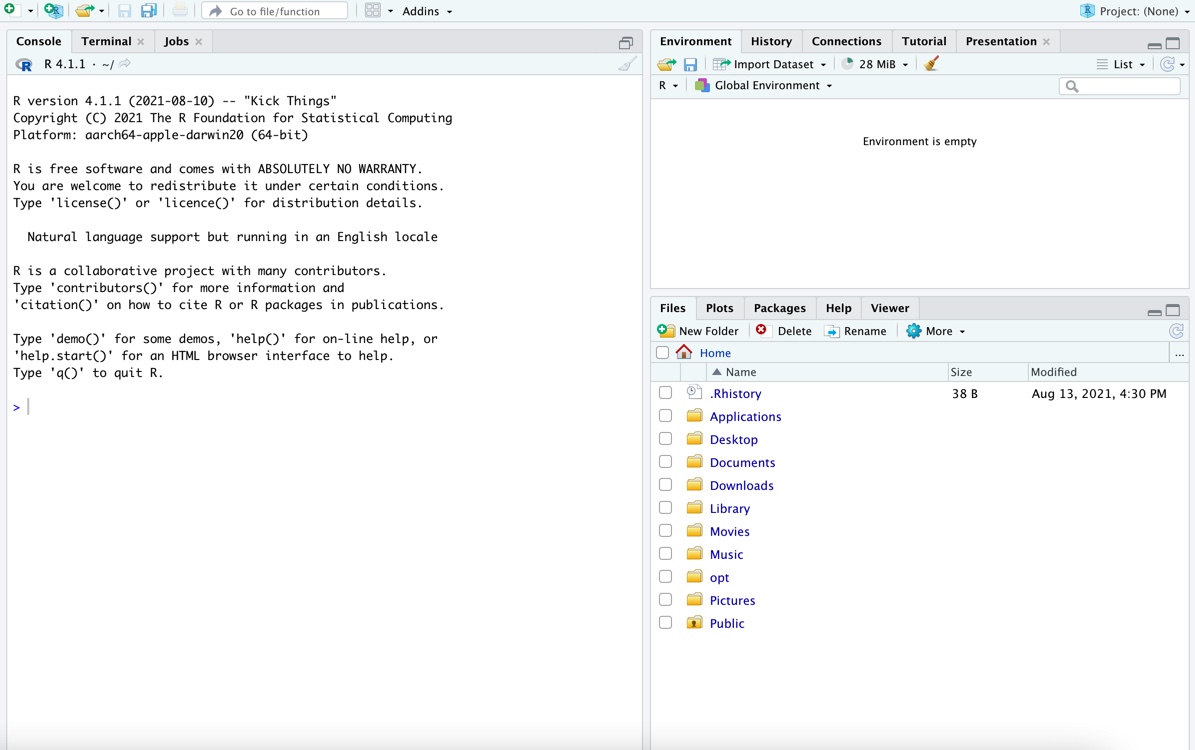 Go to file/function
Addins
Project: (None)
Console
Terminal
Jobs
R 4.1.1 · ~/
R version 4.1.1 (2021-08-10) -- "Kick Things"
Copyright (C) 2021 The R Foundation for Statistical Computing
Platform: aarch64-apple-darwin20 (64-bit)
R is free software and comes with ABSOLUTELY NO WARRANTY.
You are welcome to redistribute it under certain conditions.
Type 'license()' or 'licence()' for distribution details.
Natural language support but running in an English locale
R is a collaborative project with many contributors.
Type 'contributors()' for more information and
'citation()' on how to cite R or R packages in publications.
Type 'demo()' for some demos, 'help()' for on-line help, or
'help.start()' for an HTML browser interface to help.
Type 'q()' to quit R.
>
Environment
History
Connections
Tutorial
Presentation
Import Dataset
28 MiB
List
R
Global Environment
Environment is empty
Files
Plots
Packages
Help
Viewer
New Folder
Delete
Rename
More
Home
...
Name
Size
Modified
.Rhistory
38 B
Aug 13, 2021, 4:30 PM
Applications
Desktop
Documents
Downloads
Library
Movies
Music
opt
Pictures
Public